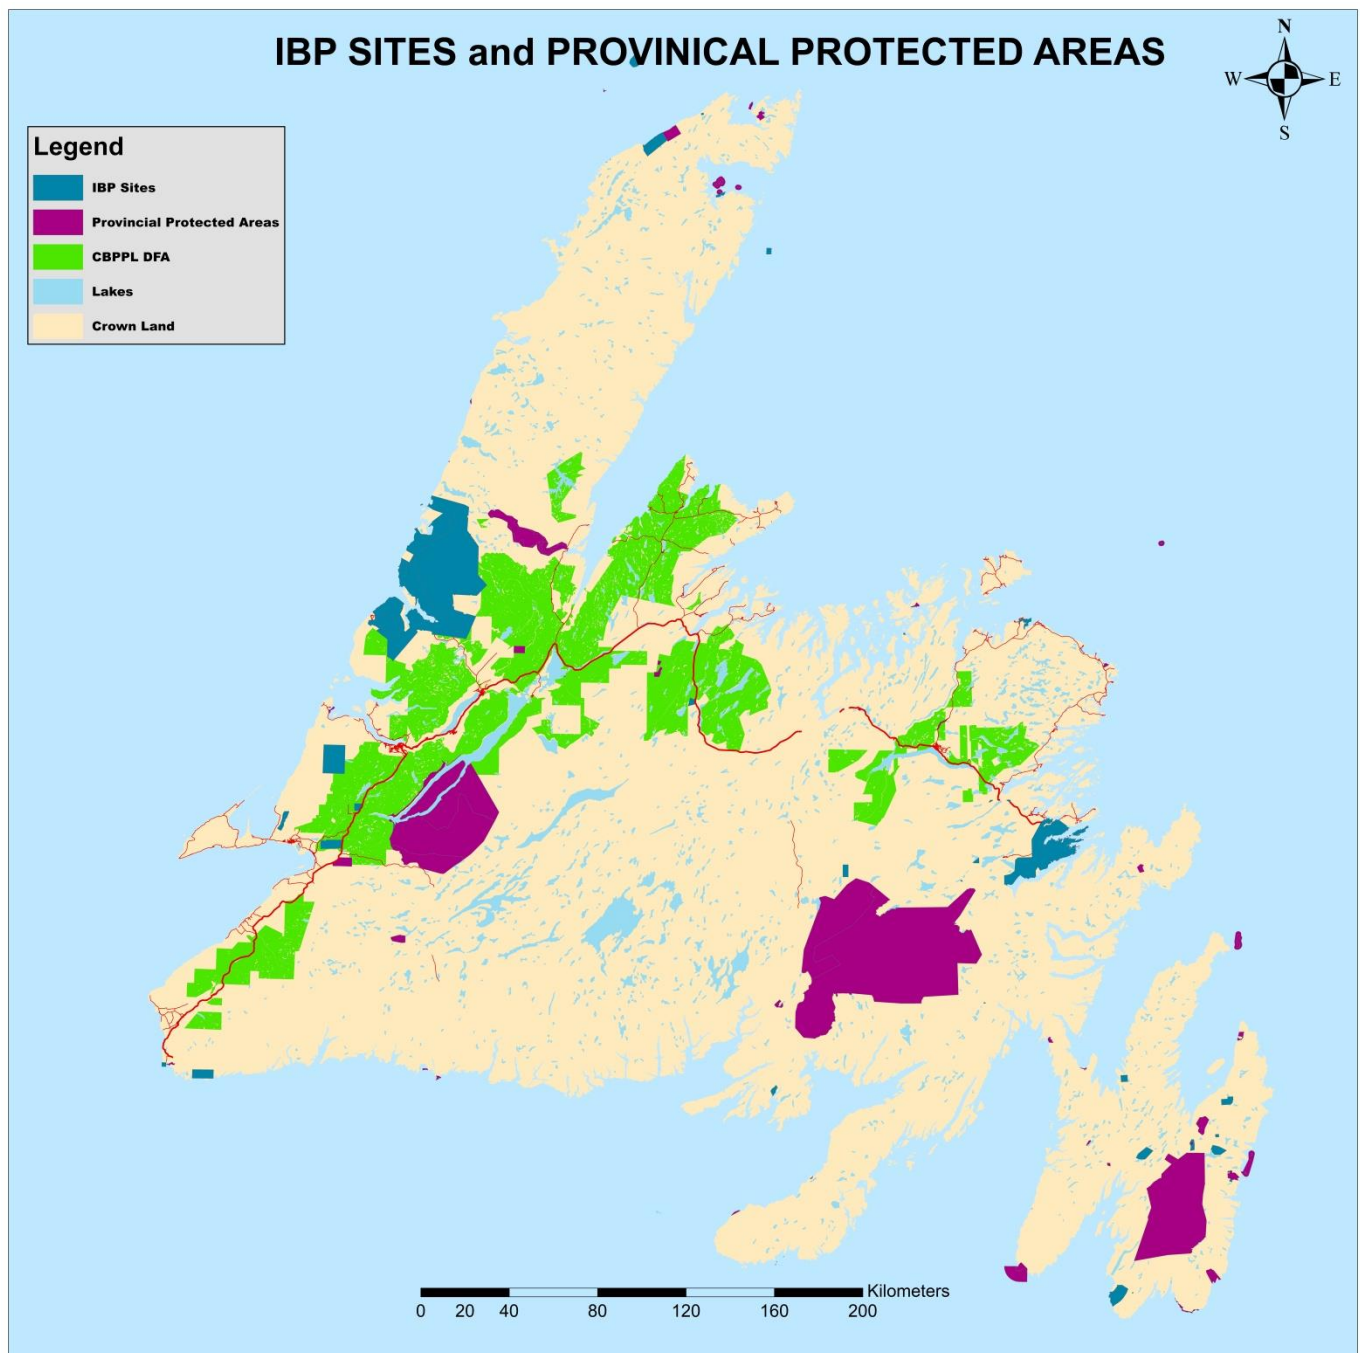 IBP SITES and PROVINICAL PROTECTED AREAS
N
W E
S
Legend
IBP Sites
Provincial Protected Areas
CBPPL DFA
Lakes
Crown Land
Kilometers
0 20 40 80 120 160 200